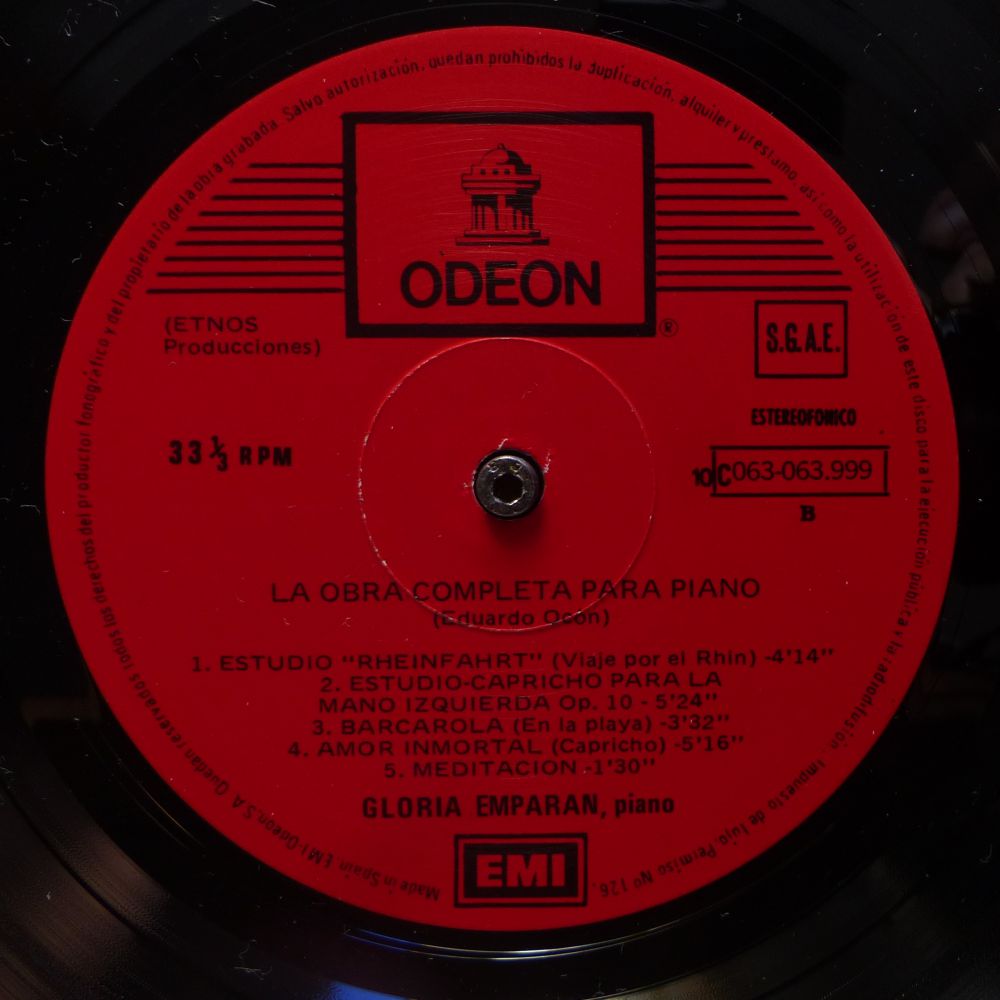 Todos los derechos del productor fonográfico y del propietario de la obra grabada. Salvo autorización, quedan prohibidos la duplicación, alquiler y préstamo, así como la utilización de este disco para la ejecución pública y la radiodifusión. Impuesto de lujo. Permiso Nº 126.
Made in Spain EMI-Odeon, S.A. Quedan reservados
ODEON
®
(ETNOS
Producciones)
S.G.A.E.
ESTEREOFONICO
33 ⅓ RPM
10 C063-063.999
B
LA OBRA COMPLETA PARA PIANO
(Eduardo Ocón)
1. ESTUDIO "RHEINFAHRT" (Viaje por el Rhin) -4'14"
2. ESTUDIO-CAPRICHO PARA LA
MANO IZQUIERDA Op. 10 - 5'24"
3. BARCAROLA (En la playa) -3'32"
4. AMOR INMORTAL (Capricho) -5'16"
5. MEDITACION -1'30"
GLORIA EMPARAN, piano
EMI